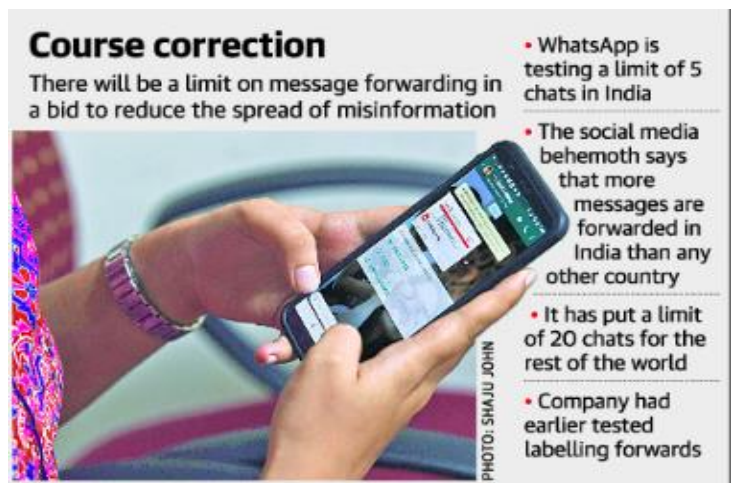 Course correction
There will be a limit on message forwarding in
a bid to reduce the spread of misinformation
• WhatsApp is
testing a limit of 5
chats in India
• The social media
behemoth says
that more
messages are
forwarded in
India than any
other country
• It has put a limit
of 20 chats for the
rest of the world
• Company had
earlier tested
labelling forwards
PHOTO: SHAJU JOHN